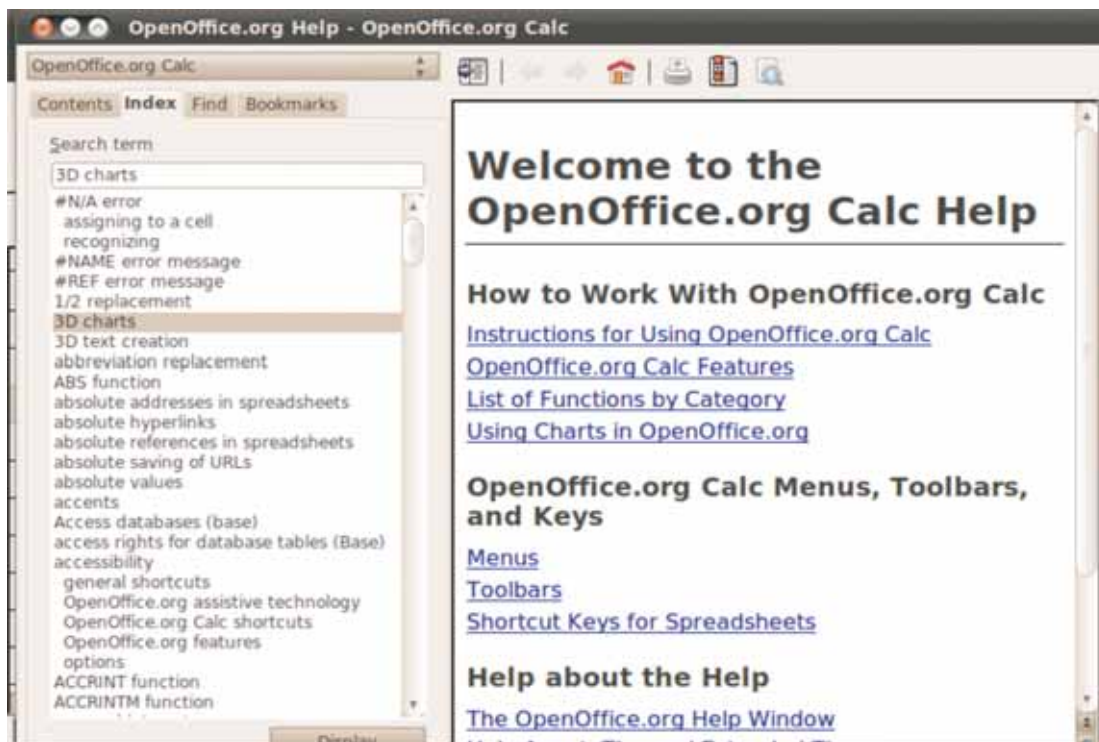 OpenOffice.org Help - OpenOffice.org Calc
OpenOffice.org Calc
Contents Index Find Bookmarks
Search term
3D charts
#N/A error
assigning to a cell
recognizing
#NAME error message
#REF error message
1/2 replacement
3D charts
3D text creation
abbreviation replacement
ABS function
absolute addresses in spreadsheets
absolute hyperlinks
absolute references in spreadsheets
absolute saving of URLs
absolute values
accents
Access databases (base)
access rights for database tables (Base)
accessibility
general shortcuts
OpenOffice.org assistive technology
OpenOffice.org Calc shortcuts
OpenOffice.org features
options
ACCRINT function
ACCRINTM function
Display
Welcome to the
OpenOffice.org Calc Help
How to Work With OpenOffice.org Calc
Instructions for Using OpenOffice.org Calc
OpenOffice.org Calc Features
List of Functions by Category
Using Charts in OpenOffice.org
OpenOffice.org Calc Menus, Toolbars,
and Keys
Menus
Toolbars
Shortcut Keys for Spreadsheets
Help about the Help
The OpenOffice.org Help Window